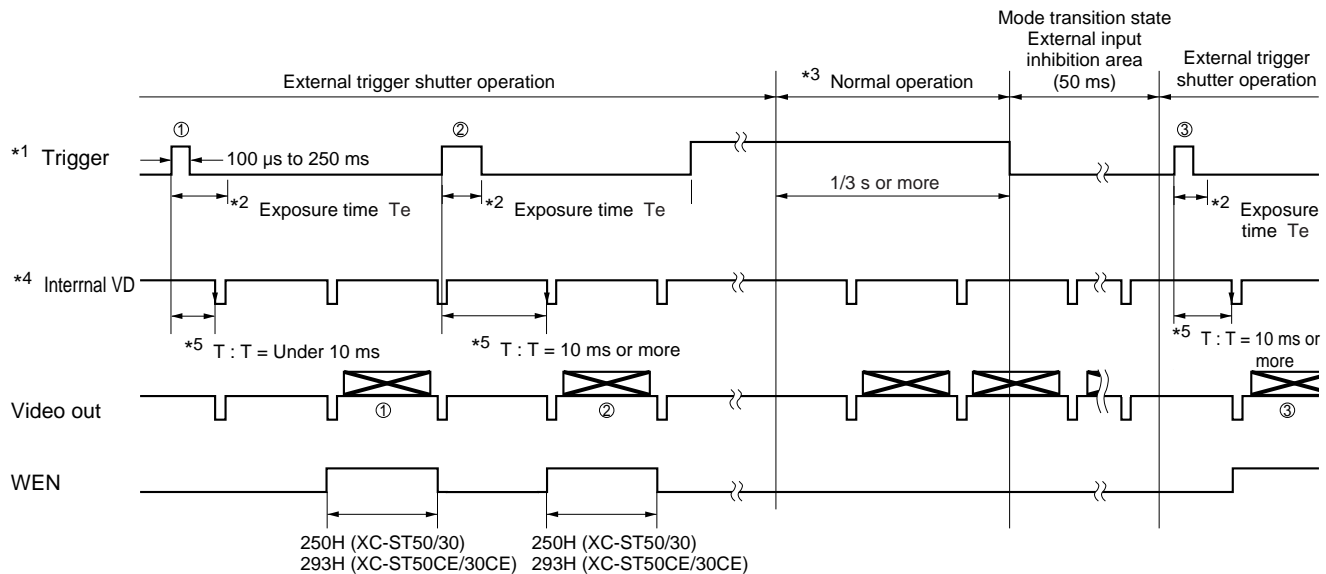 Mode transition state
External input
inhibition area
(50 ms)
External trigger shutter operation
*3 Normal operation
External trigger
shutter operation
*1 Trigger
①
100 µs to 250 ms
②
③
1/3 s or more
*2 Exposure time Te
*2 Exposure time Te
*2 Exposure
time Te
*4 Interrnal VD
*5 T : T = Under 10 ms
*5 T : T = 10 ms or more
*5 T : T = 10 ms or
more
Video out
①
②
③
WEN
250H (XC-ST50/30)
293H (XC-ST50CE/30CE)
250H (XC-ST50/30)
293H (XC-ST50CE/30CE)